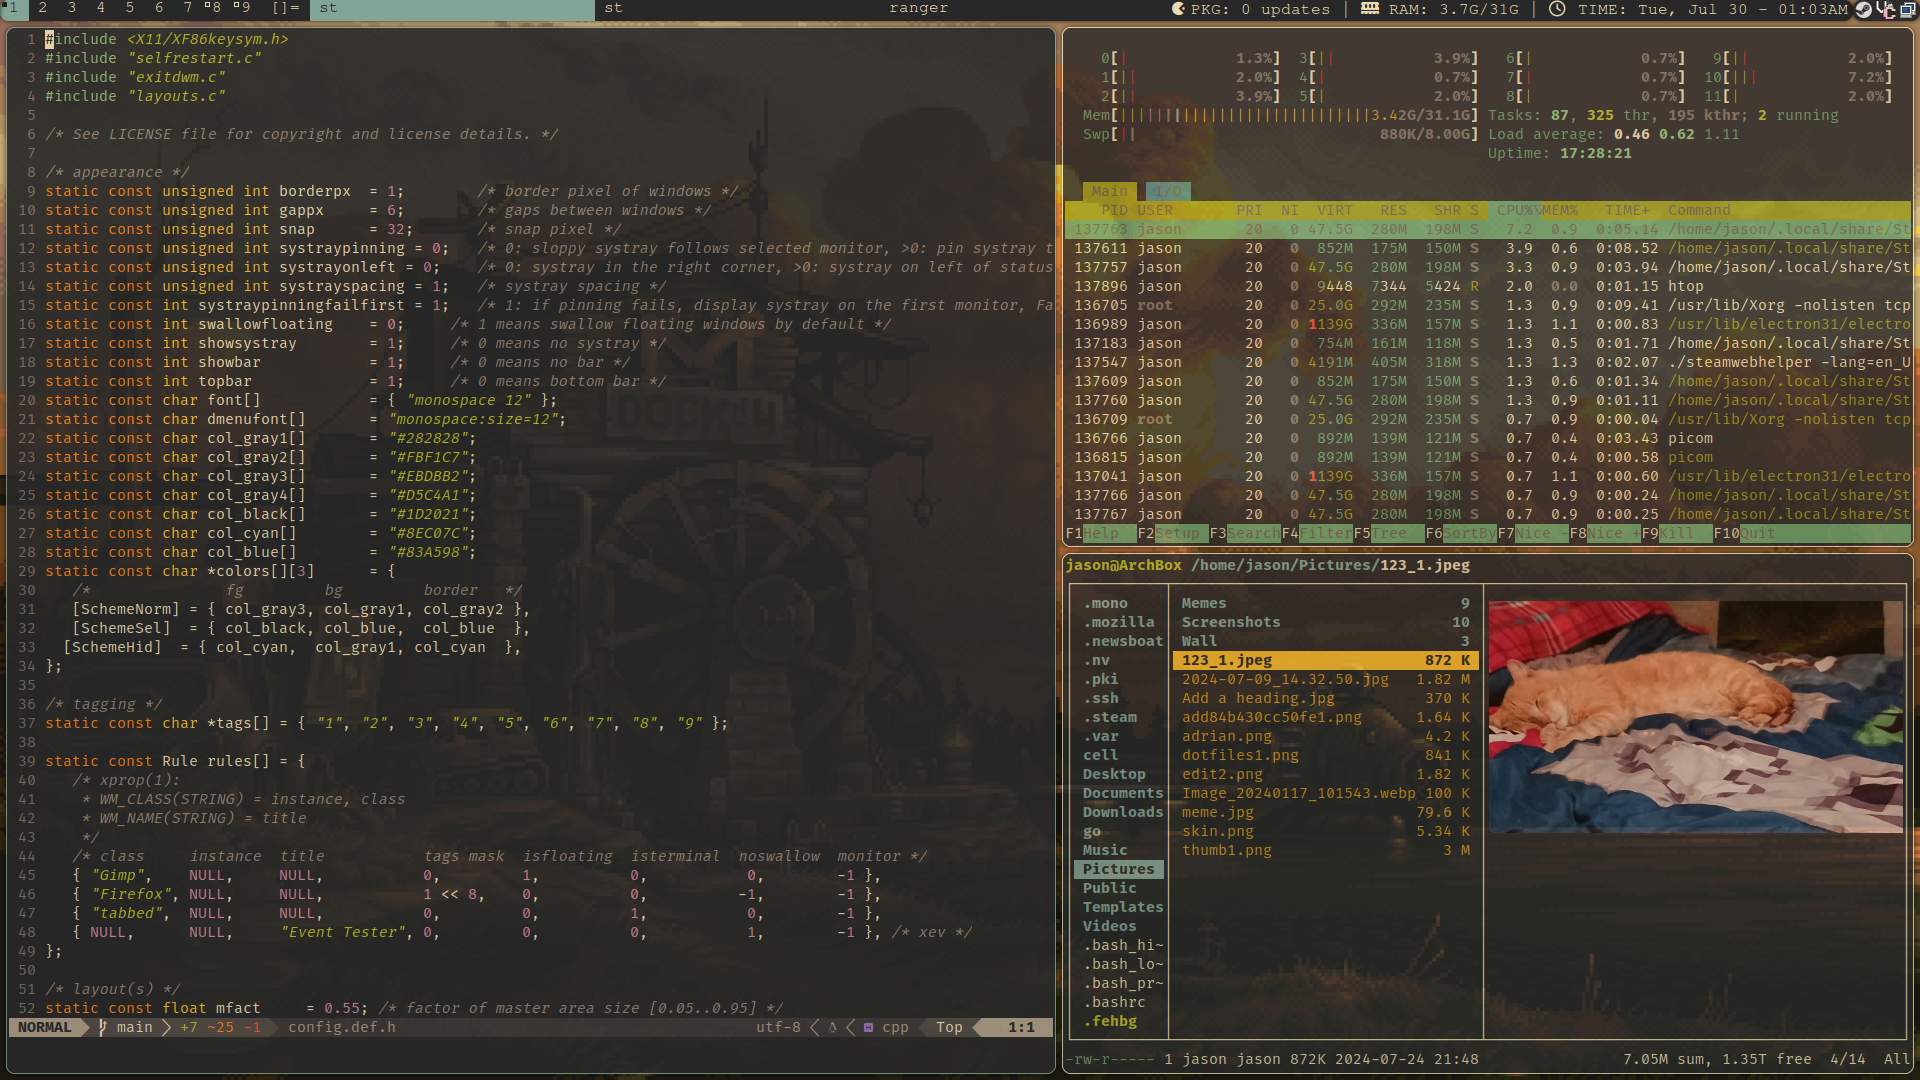 1 2 3 4 5 6 7 8 9 []= st st ranger PKG: 0 updates | RAM: 3.7G/31G | TIME: Tue, Jul 30 - 01:03AM
1 #include <X11/XF86keysym.h>
2 #include "selfrestart.c"
3 #include "exitdwm.c"
4 #include "layouts.c"
5
6 /* See LICENSE file for copyright and license details. */
7
8 /* appearance */
9 static const unsigned int borderpx = 1; /* border pixel of windows */
10 static const unsigned int gappx = 6; /* gaps between windows */
11 static const unsigned int snap = 32; /* snap pixel */
12 static const unsigned int systraypinning = 0; /* 0: sloppy systray follows selected monitor, >0: pin systray t
13 static const unsigned int systrayonleft = 0; /* 0: systray in the right corner, >0: systray on left of status
14 static const unsigned int systrayspacing = 1; /* systray spacing */
15 static const int systraypinningfailfirst = 1; /* 1: if pinning fails, display systray on the first monitor, Fa
16 static const int swallowfloating = 0; /* 1 means swallow floating windows by default */
17 static const int showsystray = 1; /* 0 means no systray */
18 static const int showbar = 1; /* 0 means no bar */
19 static const int topbar = 1; /* 0 means bottom bar */
20 static const char font[] = { "monospace 12" };
21 static const char dmenufont[] = "monospace:size=12";
22 static const char col_gray1[] = "#282828";
23 static const char col_gray2[] = "#FBF1C7";
24 static const char col_gray3[] = "#EBDBB2";
25 static const char col_gray4[] = "#D5C4A1";
26 static const char col_black[] = "#1D2021";
27 static const char col_cyan[] = "#8EC07C";
28 static const char col_blue[] = "#83A598";
29 static const char *colors[][3] = {
30 /* fg bg border */
31 [SchemeNorm] = { col_gray3, col_gray1, col_gray2 },
32 [SchemeSel] = { col_black, col_blue, col_blue },
33 [SchemeHid] = { col_cyan, col_gray1, col_cyan },
34 };
35
36 /* tagging */
37 static const char *tags[] = { "1", "2", "3", "4", "5", "6", "7", "8", "9" };
38
39 static const Rule rules[] = {
40 /* xprop(1):
41 * WM_CLASS(STRING) = instance, class
42 * WM_NAME(STRING) = title
43 */
44 /* class instance title tags mask isfloating isterminal noswallow monitor */
45 { "Gimp", NULL, NULL, 0, 1, 0, 0, -1 },
46 { "Firefox", NULL, NULL, 1 << 8, 0, 0, -1, -1 },
47 { "tabbed", NULL, NULL, 0, 0, 1, 0, -1 },
48 { NULL, NULL, "Event Tester", 0, 0, 0, 1, -1 }, /* xev */
49 };
50
51 /* layout(s) */
52 static const float mfact = 0.55; /* factor of master area size [0.05..0.95] */
NORMAL main +7 ~25 -1 config.def.h utf-8 cpp Top 1:1
0[| 1.3%] 3[|| 3.9%] 6[| 0.7%] 9[|| 2.0%]
1[|| 2.0%] 4[| 0.7%] 7[| 0.7%] 10[||| 7.2%]
2[|| 3.9%] 5[| 2.0%] 8[| 0.7%] 11[| 2.0%]
Mem[||||||||||||||||||||||||||||3.42G/31.1G] Tasks: 87, 325 thr, 195 kthr; 2 running
Swp[|| 880K/8.00G] Load average: 0.46 0.62 1.11
Uptime: 17:28:21
Main I/O
PID USER PRI NI VIRT RES SHR S CPU%▽MEM% TIME+ Command
137763 jason 20 0 47.5G 280M 198M S 7.2 0.9 0:05.14 /home/jason/.local/share/St
137611 jason 20 0 852M 175M 150M S 3.9 0.6 0:08.52 /home/jason/.local/share/St
137757 jason 20 0 47.5G 280M 198M S 3.3 0.9 0:03.94 /home/jason/.local/share/St
137896 jason 20 0 9448 7344 5424 R 2.0 0.0 0:01.15 htop
136705 root 20 0 25.0G 292M 235M S 1.3 0.9 0:09.41 /usr/lib/Xorg -nolisten tcp
136989 jason 20 0 1139G 336M 157M S 1.3 1.1 0:00.83 /usr/lib/electron31/electro
137183 jason 20 0 754M 161M 118M S 1.3 0.5 0:01.71 /home/jason/.local/share/St
137547 jason 20 0 4191M 405M 318M S 1.3 1.3 0:02.07 ./steamwebhelper -lang=en_U
137609 jason 20 0 852M 175M 150M S 1.3 0.6 0:01.34 /home/jason/.local/share/St
137760 jason 20 0 47.5G 280M 198M S 1.3 0.9 0:01.11 /home/jason/.local/share/St
136709 root 20 0 25.0G 292M 235M S 0.7 0.9 0:00.04 /usr/lib/Xorg -nolisten tcp
136766 jason 20 0 892M 139M 121M S 0.7 0.4 0:03.43 picom
136815 jason 20 0 892M 139M 121M S 0.7 0.4 0:00.58 picom
137041 jason 20 0 1139G 336M 157M S 0.7 1.1 0:00.60 /usr/lib/electron31/electro
137766 jason 20 0 47.5G 280M 198M S 0.7 0.9 0:00.24 /home/jason/.local/share/St
137767 jason 20 0 47.5G 280M 198M S 0.7 0.9 0:00.25 /home/jason/.local/share/St
F1Help F2Setup F3SearchF4FilterF5Tree F6SortByF7Nice -F8Nice +F9Kill F10Quit
jason@ArchBox /home/jason/Pictures/123_1.jpeg
.mono Memes 9
.mozilla Screenshots 10
.newsboat Wall 3
.nv 123_1.jpeg 872 K
.pki 2024-07-09_14.32.50.jpg 1.82 M
.ssh Add a heading.jpg 370 K
.steam add84b430cc50fe1.png 1.64 K
.var adrian.png 4.2 K
cell dotfiles1.png 841 K
Desktop edit2.png 1.82 K
Documents Image_20240117_101543.webp 100 K
Downloads meme.jpg 79.6 K
go skin.png 5.34 K
Music thumb1.png 3 M
Pictures
Public
Templates
Videos
.bash_hi~
.bash_lo~
.bash_pr~
.bashrc
.fehbg
-rw-r----- 1 jason jason 872K 2024-07-24 21:48 7.05M sum, 1.35T free 4/14 All